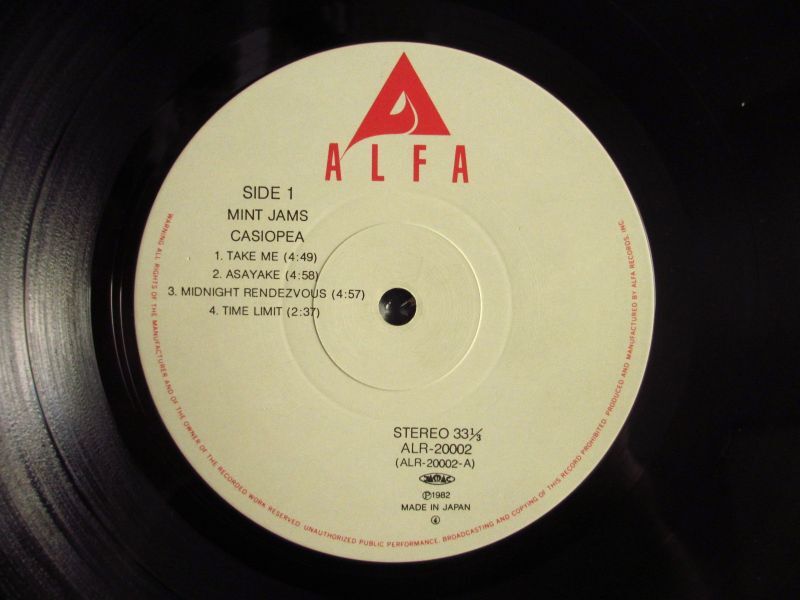 ALFA
SIDE 1
MINT JAMS
CASIOPEA
1. TAKE ME (4:49)
2. ASAYAKE (4:58)
3. MIDNIGHT RENDEZVOUS (4:57)
4. TIME LIMIT (2:37)
STEREO 33⅓
ALR-20002
(ALR-20002-A)
JASRAC
Ⓟ1982
MADE IN JAPAN
④
WARNING: ALL RIGHTS OF THE MANUFACTURER AND OF THE OWNER OF THE RECORDED WORK RESERVED. UNAUTHORIZED PUBLIC PERFORMANCE, BROADCASTING AND COPYING OF THIS RECORD PROHIBITED. PRODUCED AND MANUFACTURED BY ALFA RECORDS, INC.